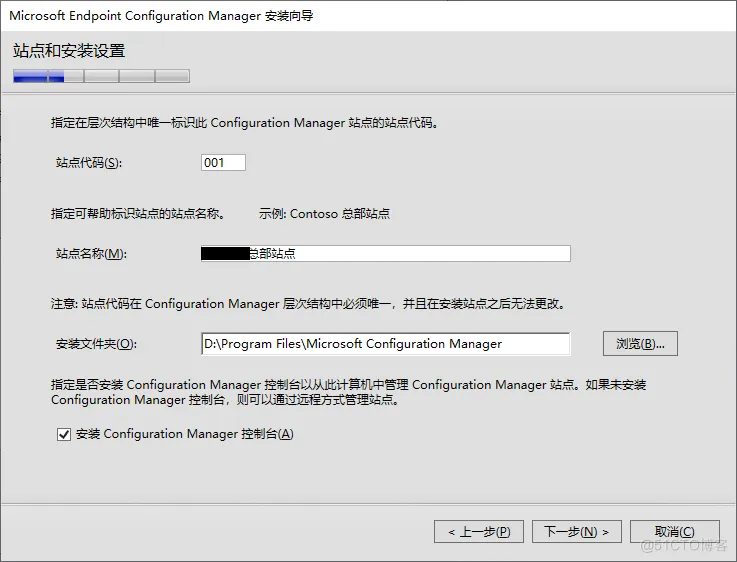 Microsoft Endpoint Configuration Manager 安装向导
站点和安装设置
指定在层次结构中唯一标识此 Configuration Manager 站点的站点代码。
站点代码(S): 001
指定可帮助标识站点的站点名称。 示例: Contoso 总部站点
站点名称(M): 总部站点
注意: 站点代码在 Configuration Manager 层次结构中必须唯一，并且在安装站点之后无法更改。
安装文件夹(O): D:\Program Files\Microsoft Configuration Manager 浏览(B)...
指定是否安装 Configuration Manager 控制台以从此计算机中管理 Configuration Manager 站点。如果未安装
Configuration Manager 控制台，则可以通过远程方式管理站点。
安装 Configuration Manager 控制台(A)
< 上一步(P) 下一步(N) > 取消(C)
@51CTO博客